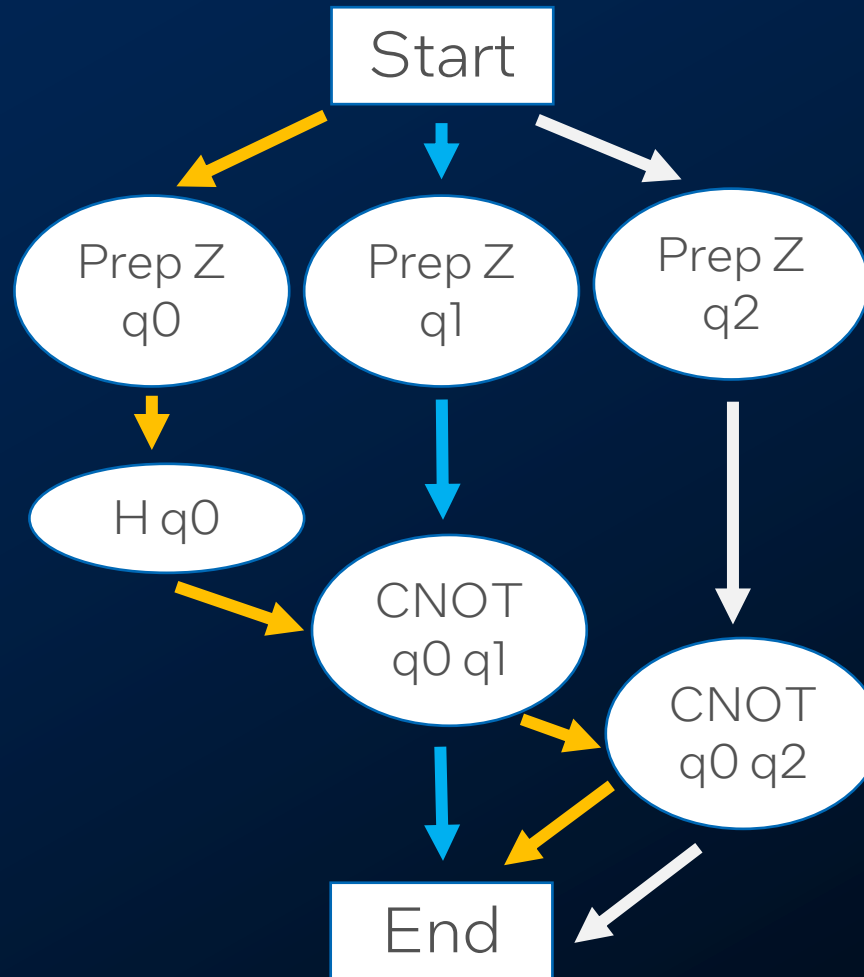 Start
Prep Z
q0
Prep Z
q1
Prep Z
q2
H q0
CNOT
q0 q1
CNOT
q0 q2
End